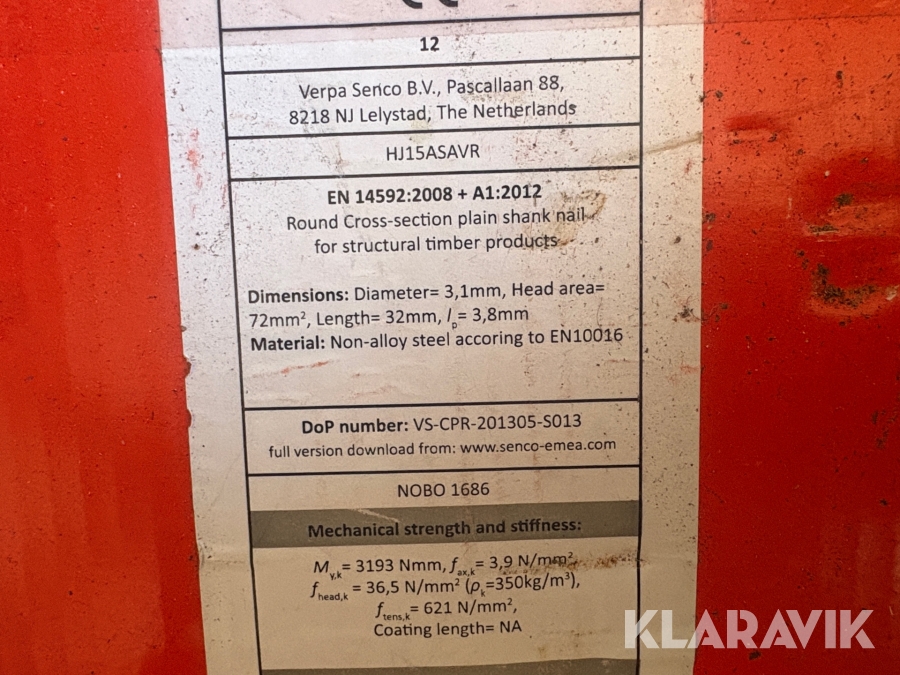 12
Verpa Senco B.V., Pascallaan 88,
8218 NJ Lelystad, The Netherlands
HJ15ASAVR
EN 14592:2008 + A1:2012
Round Cross-section plain shank nail
for structural timber products
Dimensions: Diameter= 3,1mm, Head area=
72mm², Length= 32mm, lp= 3,8mm
Material: Non-alloy steel accoring to EN10016
DoP number: VS-CPR-201305-S013
full version download from: www.senco-emea.com
NOBO 1686
Mechanical strength and stiffness:
My,k= 3193 Nmm, fax,k= 3,9 N/mm²,
fhead,k = 36,5 N/mm² (ρk=350kg/m³),
ftens,k= 621 N/mm²,
Coating length= NA
KLARAVIK